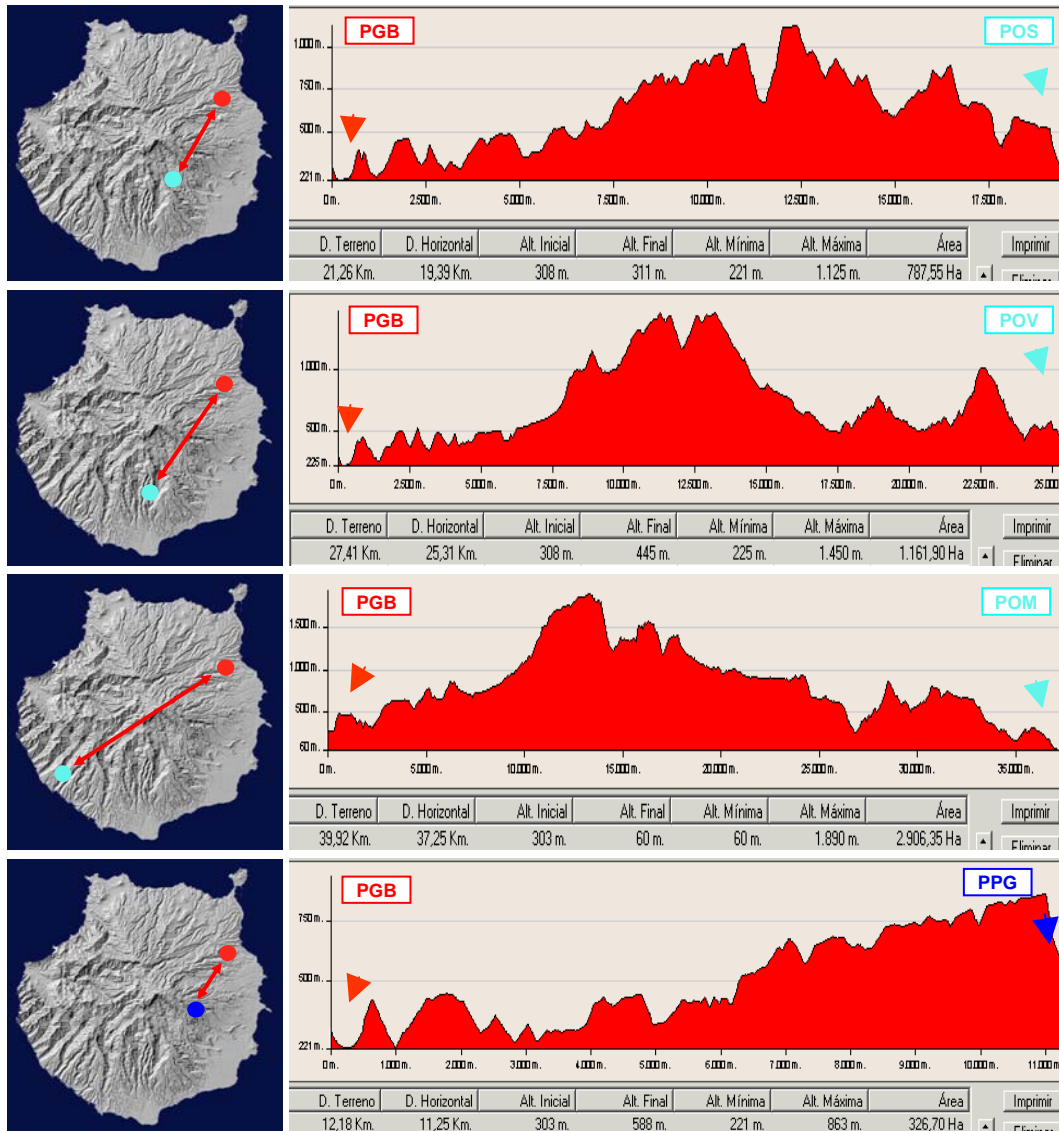 PGB POS
1.000 m.
750 m.
500 m.
221 m.
0 m. 2.500 m. 5.000 m. 7.500 m. 10.000 m. 12.500 m. 15.000 m. 17.500 m.
D. Terreno D. Horizontal Alt. Inicial Alt. Final Alt. Mínima Alt. Máxima Área Imprimir
21,26 Km. 19,39 Km. 308 m. 311 m. 221 m. 1.125 m. 787,55 Ha Eliminar
PGB POV
1.000 m.
500 m.
225 m.
0 m. 2.500 m. 5.000 m. 7.500 m. 10.000 m. 12.500 m. 15.000 m. 17.500 m. 20.000 m. 22.500 m. 25.000
D. Terreno D. Horizontal Alt. Inicial Alt. Final Alt. Mínima Alt. Máxima Área Imprimir
27,41 Km. 25,31 Km. 308 m. 445 m. 225 m. 1.450 m. 1.161,90 Ha Eliminar
PGB POM
1.500 m.
1.000 m.
500 m.
60 m.
0 m. 5.000 m. 10.000 m. 15.000 m. 20.000 m. 25.000 m. 30.000 m. 35.000 m.
D. Terreno D. Horizontal Alt. Inicial Alt. Final Alt. Mínima Alt. Máxima Área Imprimir
39,92 Km. 37,25 Km. 303 m. 60 m. 60 m. 1.890 m. 2.906,35 Ha Eliminar
PGB PPG
750 m.
500 m.
221 m.
0 m. 1.000 m. 2.000 m. 3.000 m. 4.000 m. 5.000 m. 6.000 m. 7.000 m. 8.000 m. 9.000 m. 10.000 m. 11.000 m
D. Terreno D. Horizontal Alt. Inicial Alt. Final Alt. Mínima Alt. Máxima Área Imprimir
12,18 Km. 11,25 Km. 303 m. 588 m. 221 m. 863 m. 326,70 Ha Eliminar